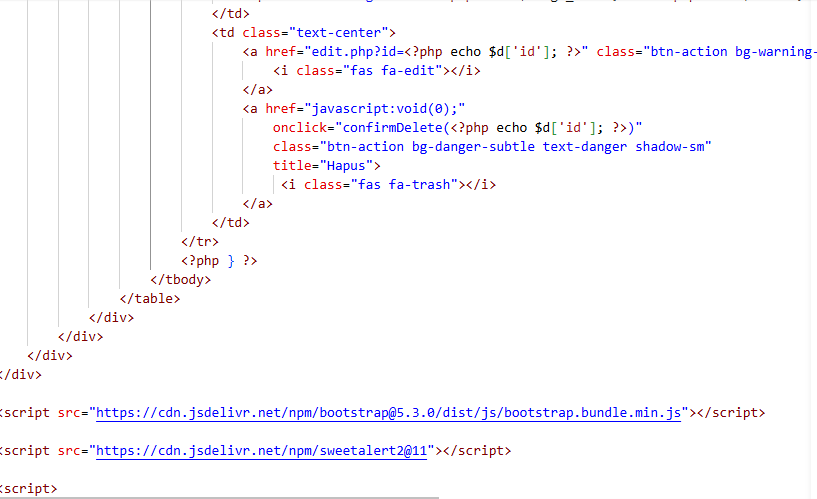 </td>
<td class="text-center">
<a href="edit.php?id=<?php echo $d['id']; ?>" class="btn-action bg-warning-
<i class="fas fa-edit"></i>
</a>
<a href="javascript:void(0);"
onclick="confirmDelete(<?php echo $d['id']; ?>)"
class="btn-action bg-danger-subtle text-danger shadow-sm"
title="Hapus">
<i class="fas fa-trash"></i>
</a>
</td>
</tr>
<?php } ?>
</tbody>
</table>
</div>
</div>
</div>
</div>
<script src="https://cdn.jsdelivr.net/npm/bootstrap@5.3.0/dist/js/bootstrap.bundle.min.js"></script>
<script src="https://cdn.jsdelivr.net/npm/sweetalert2@11"></script>
<script>